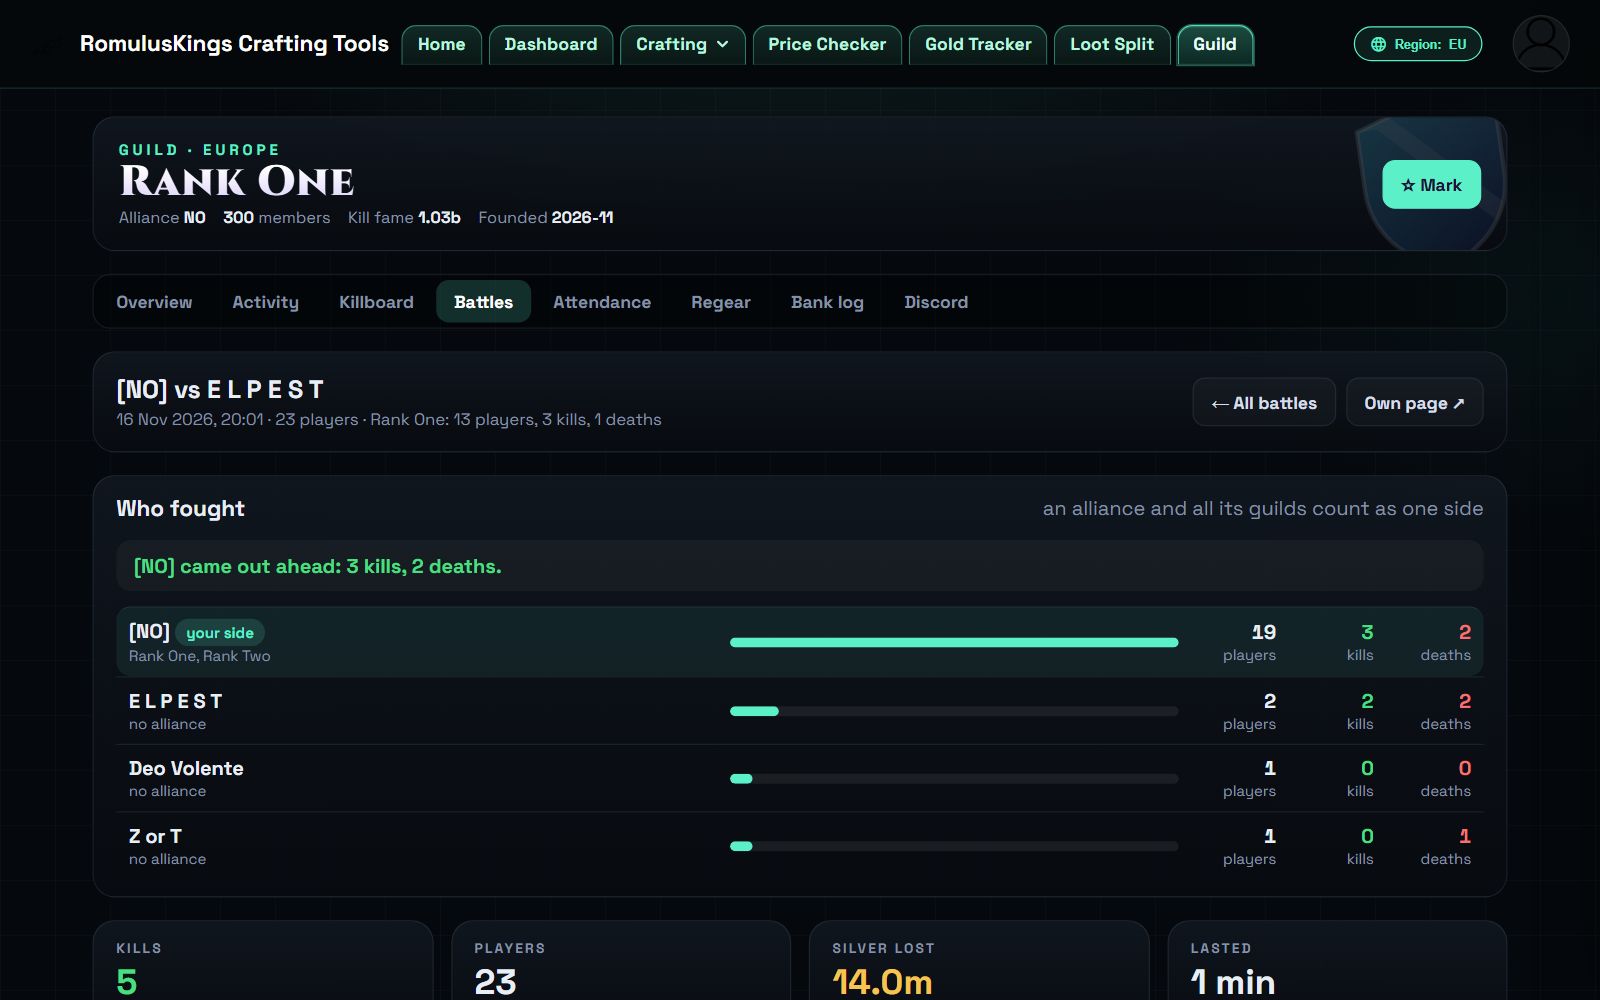 RomulusKings Crafting Tools
Home
Dashboard
Crafting
Price Checker
Gold Tracker
Loot Split
Guild
Region: EU
GUILD · EUROPE
Rank One
☆ Mark
Alliance NO 300 members Kill fame 1.03b Founded 2026-11
Overview
Activity
Killboard
Battles
Attendance
Regear
Bank log
Discord
[NO] vs E L P E S T
16 Nov 2026, 20:01 · 23 players · Rank One: 13 players, 3 kills, 1 deaths
← All battles
Own page ↗
Who fought
an alliance and all its guilds count as one side
[NO] came out ahead: 3 kills, 2 deaths.
[NO] your side
Rank One, Rank Two
19 players
3 kills
2 deaths
E L P E S T
no alliance
2 players
2 kills
2 deaths
Deo Volente
no alliance
1 players
0 kills
0 deaths
Z or T
no alliance
1 players
0 kills
1 deaths
KILLS
5
PLAYERS
23
SILVER LOST
14.0m
LASTED
1 min